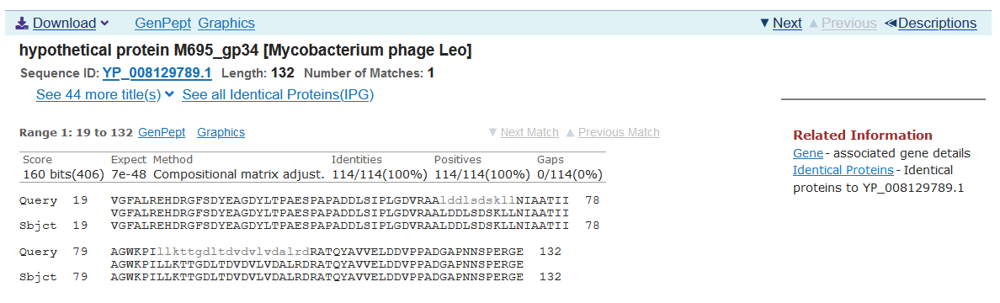 Download GenPept Graphics Next Previous Descriptions
hypothetical protein M695_gp34 [Mycobacterium phage Leo]
Sequence ID: YP_008129789.1 Length: 132 Number of Matches: 1
See 44 more title(s) See all Identical Proteins(IPG)
Range 1: 19 to 132 GenPept Graphics Next Match Previous Match
Score Expect Method Identities Positives Gaps
160 bits(406) 7e-48 Compositional matrix adjust. 114/114(100%) 114/114(100%) 0/114(0%)
Query 19 VGFALREHDRGFSDYEAGDYLTPAESPAPADDLSIPLGDVRAAlddlsdskllNIAATII 78
VGFALREHDRGFSDYEAGDYLTPAESPAPADDLSIPLGDVRAALDDLSDSKLLNIAATII
Sbjct 19 VGFALREHDRGFSDYEAGDYLTPAESPAPADDLSIPLGDVRAALDDLSDSKLLNIAATII 78
Query 79 AGWKPIllkttgdltdvdvlvdalrdRATQYAVVELDDVPPADGAPNNSPERGE 132
AGWKPILLKTTGDLTDVDVLVDALRDRATQYAVVELDDVPPADGAPNNSPERGE
Sbjct 79 AGWKPILLKTTGDLTDVDVLVDALRDRATQYAVVELDDVPPADGAPNNSPERGE 132
Related Information
Gene - associated gene details
Identical Proteins - Identical
proteins to YP_008129789.1